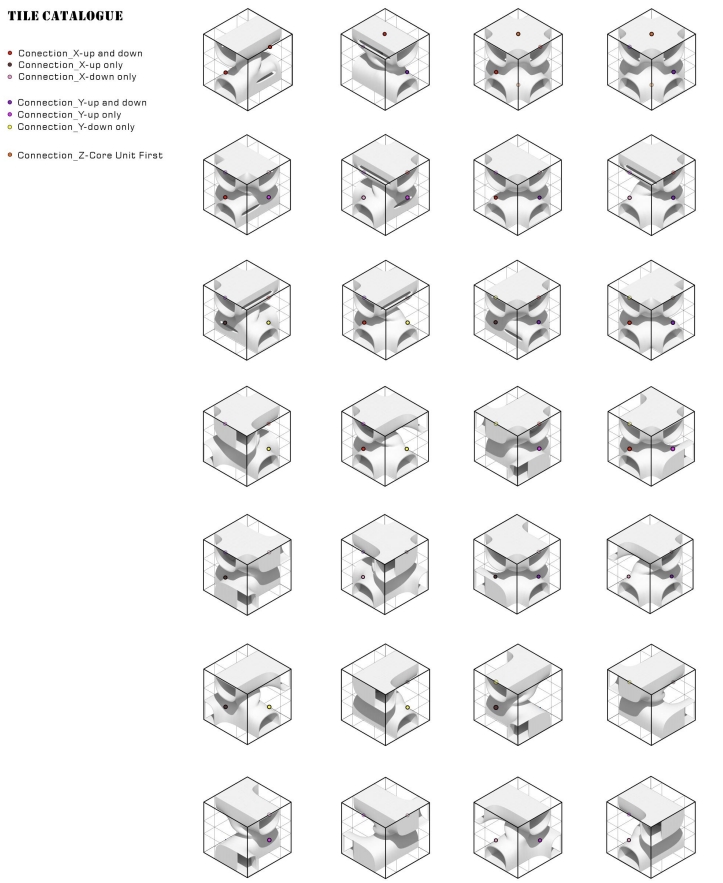 TILE CATALOGUE
Conection_X-up and down
Connection_X-up only
Connection_X-down only
Connection_Y-up and down
Connection_Y-up only
Connection_Y-down only
Connection_Z-Core Unit First